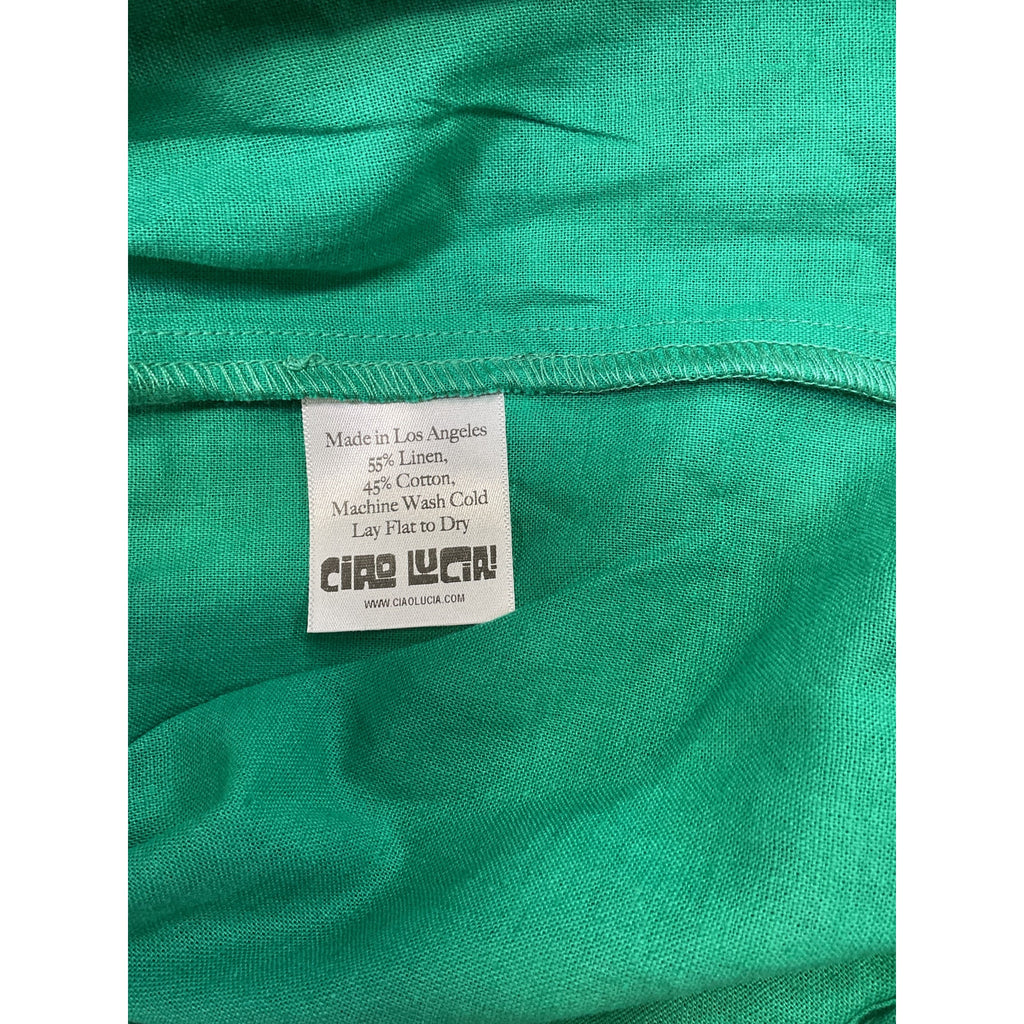 Made in Los Angeles
55% Linen,
45% Cotton,
Machine Wash Cold
Lay Flat to Dry
CIAO LUCIA!
WWW.CIAOLUCIA.COM